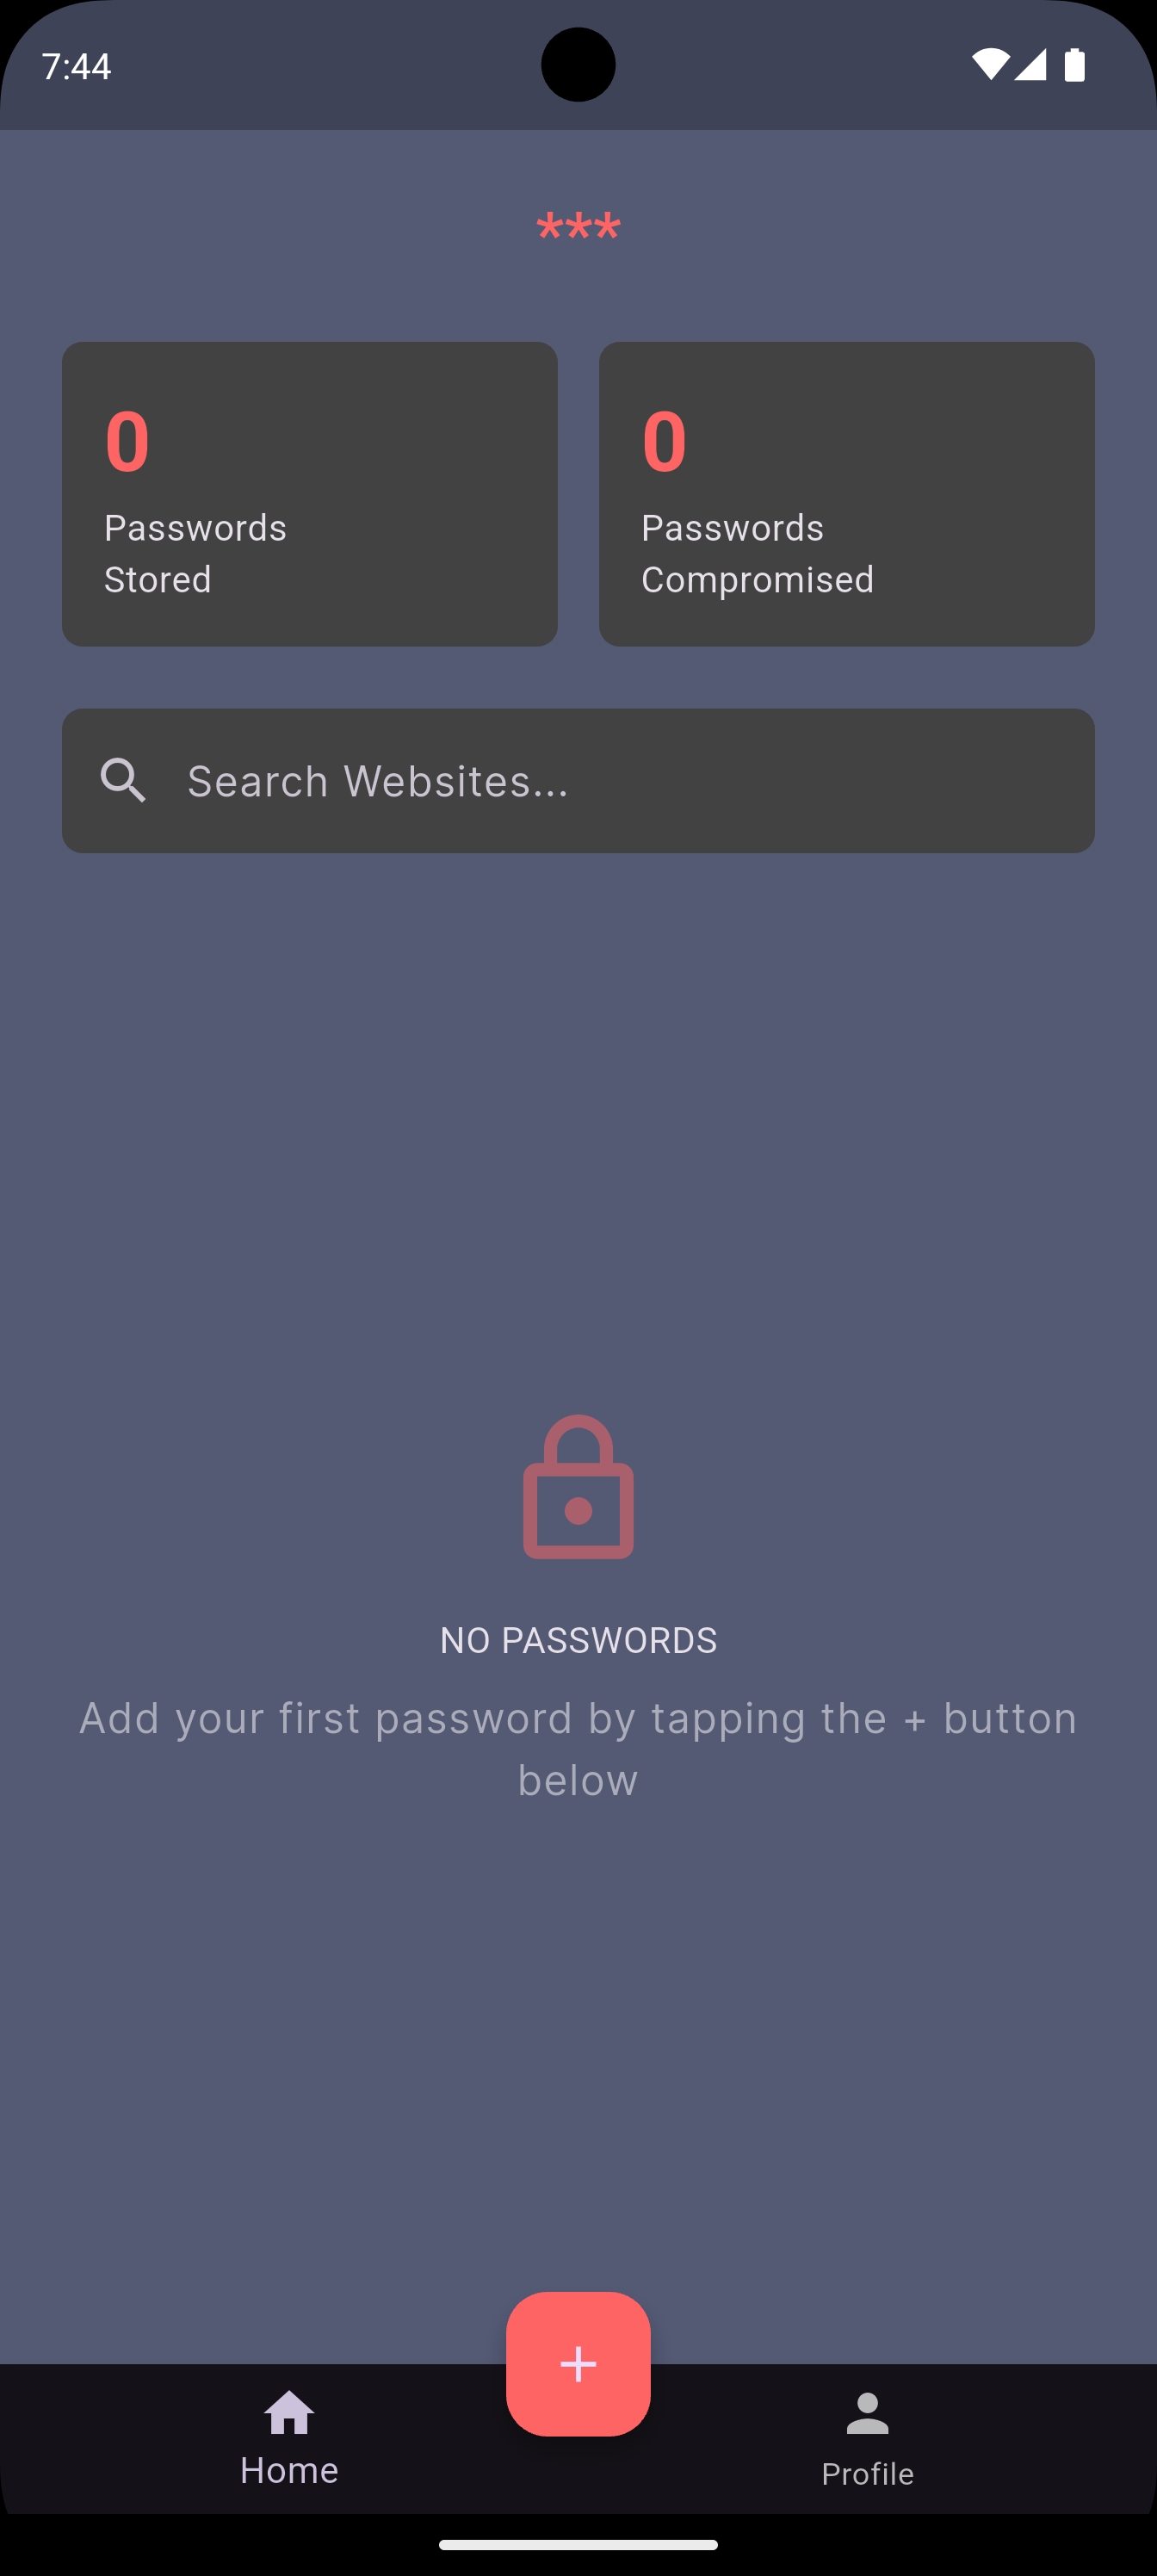 7:44
***
0
Passwords
Stored
0
Passwords
Compromised
Search Websites...
NO PASSWORDS
Add your first password by tapping the + button
below
+
Home
Profile